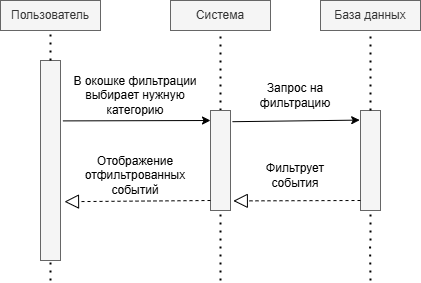 Пользователь
Система
База данных
В окошке фильтрации
выбирает нужную
категорию
Запрос на
фильтрацию
Отображение
отфильтрованных
событий
Фильтрует
события